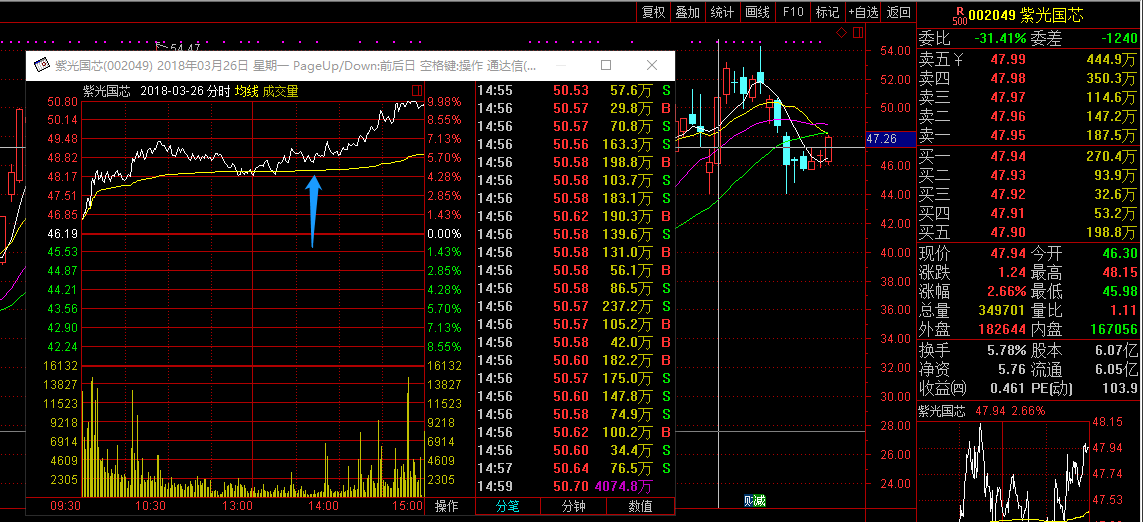 复权 叠加 统计 画线 F10 标记 +自选 返回
R
500 002049 紫光国芯
54.47
紫光国芯(002049) 2018年03月26日 星期一 PageUp/Down:前后日 空格键:操作 通达信(...
紫光国芯 2018-03-26 分时 均线 成交量
50.80 9.98%
50.14 8.55%
49.48 7.13%
48.82 5.70%
48.17 4.28%
47.51 2.85%
46.85 1.43%
46.19 0.00%
45.53 1.43%
44.87 2.85%
44.21 4.28%
43.56 5.70%
42.90 7.13%
42.24 8.55%
16132 16132
13827 13827
11523 11523
9218 9218
6914 6914
4609 4609
2305 2305
09:30 10:30 13:00 14:00 15:00 操作
14:55 50.53 57.6万 S
14:56 50.57 29.8万 B
14:56 50.57 70.8万 S
14:56 50.56 163.3万 S
14:56 50.58 198.8万 B
14:56 50.57 103.7万 S
14:56 50.58 183.1万 S
14:56 50.62 190.3万 B
14:56 50.58 139.6万 S
14:56 50.58 131.0万 B
14:56 50.58 56.1万 B
14:56 50.58 86.5万 S
14:56 50.57 237.2万 S
14:56 50.57 105.2万 B
14:56 50.58 42.0万 B
14:56 50.60 182.2万 B
14:56 50.57 175.0万 S
14:56 50.60 147.8万 S
14:56 50.58 74.9万 S
14:56 50.62 100.2万 B
14:56 50.60 34.4万 S
14:57 50.64 76.5万 S
14:59 50.70 4074.8万
分笔 分钟 数值
54.00
52.00
50.00
47.26
46.00
44.00
42.00
40.00
38.00
36.00
34.00
32.00
30.00
28.00
26.00
24.00
财 减
委比 -31.41% 委差 -1240
卖五 ￥ 47.99 444.9万
卖四 47.98 350.3万
卖三 47.97 114.6万
卖二 47.96 145.7万
卖一 47.95 187.5万
买一 47.94 270.4万
买二 47.93 93.9万
买三 47.92 32.6万
买四 47.91 53.2万
买五 47.90 198.8万
现价 47.94 今开 46.30
涨跌 1.24 最高 48.15
涨幅 2.66% 最低 45.98
总量 349701 量比 1.11
外盘 182644 内盘 167056
换手 5.78% 股本 6.07亿
净资 5.76 流通 6.05亿
收益㈣ 0.461 PE(动) 103.9
紫光国芯 47.94 2.66%
48.15
47.94
47.74
47.53